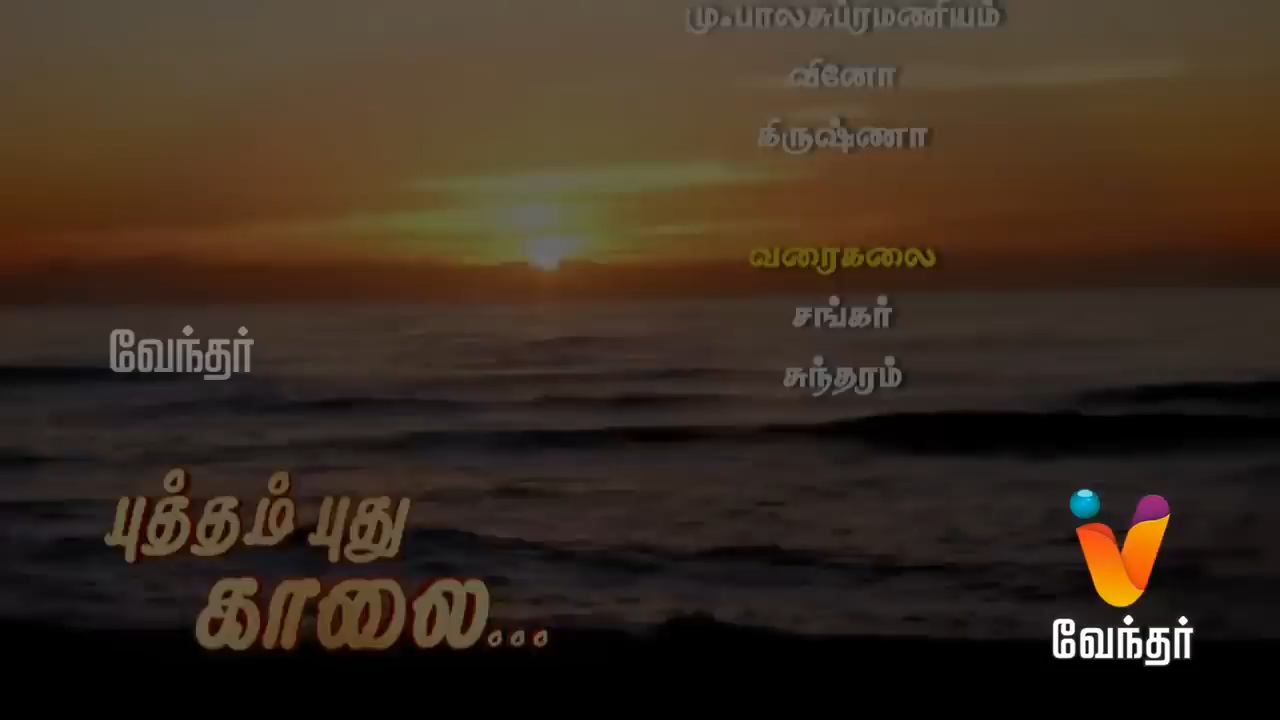 மு.பாலசுப்ரமணியம்
வினோ
கிருஷ்ணா
வரைகலை
சங்கர்
சுந்தரம்
வேந்தர்
புத்தம் புது
காலை...
வேந்தர்